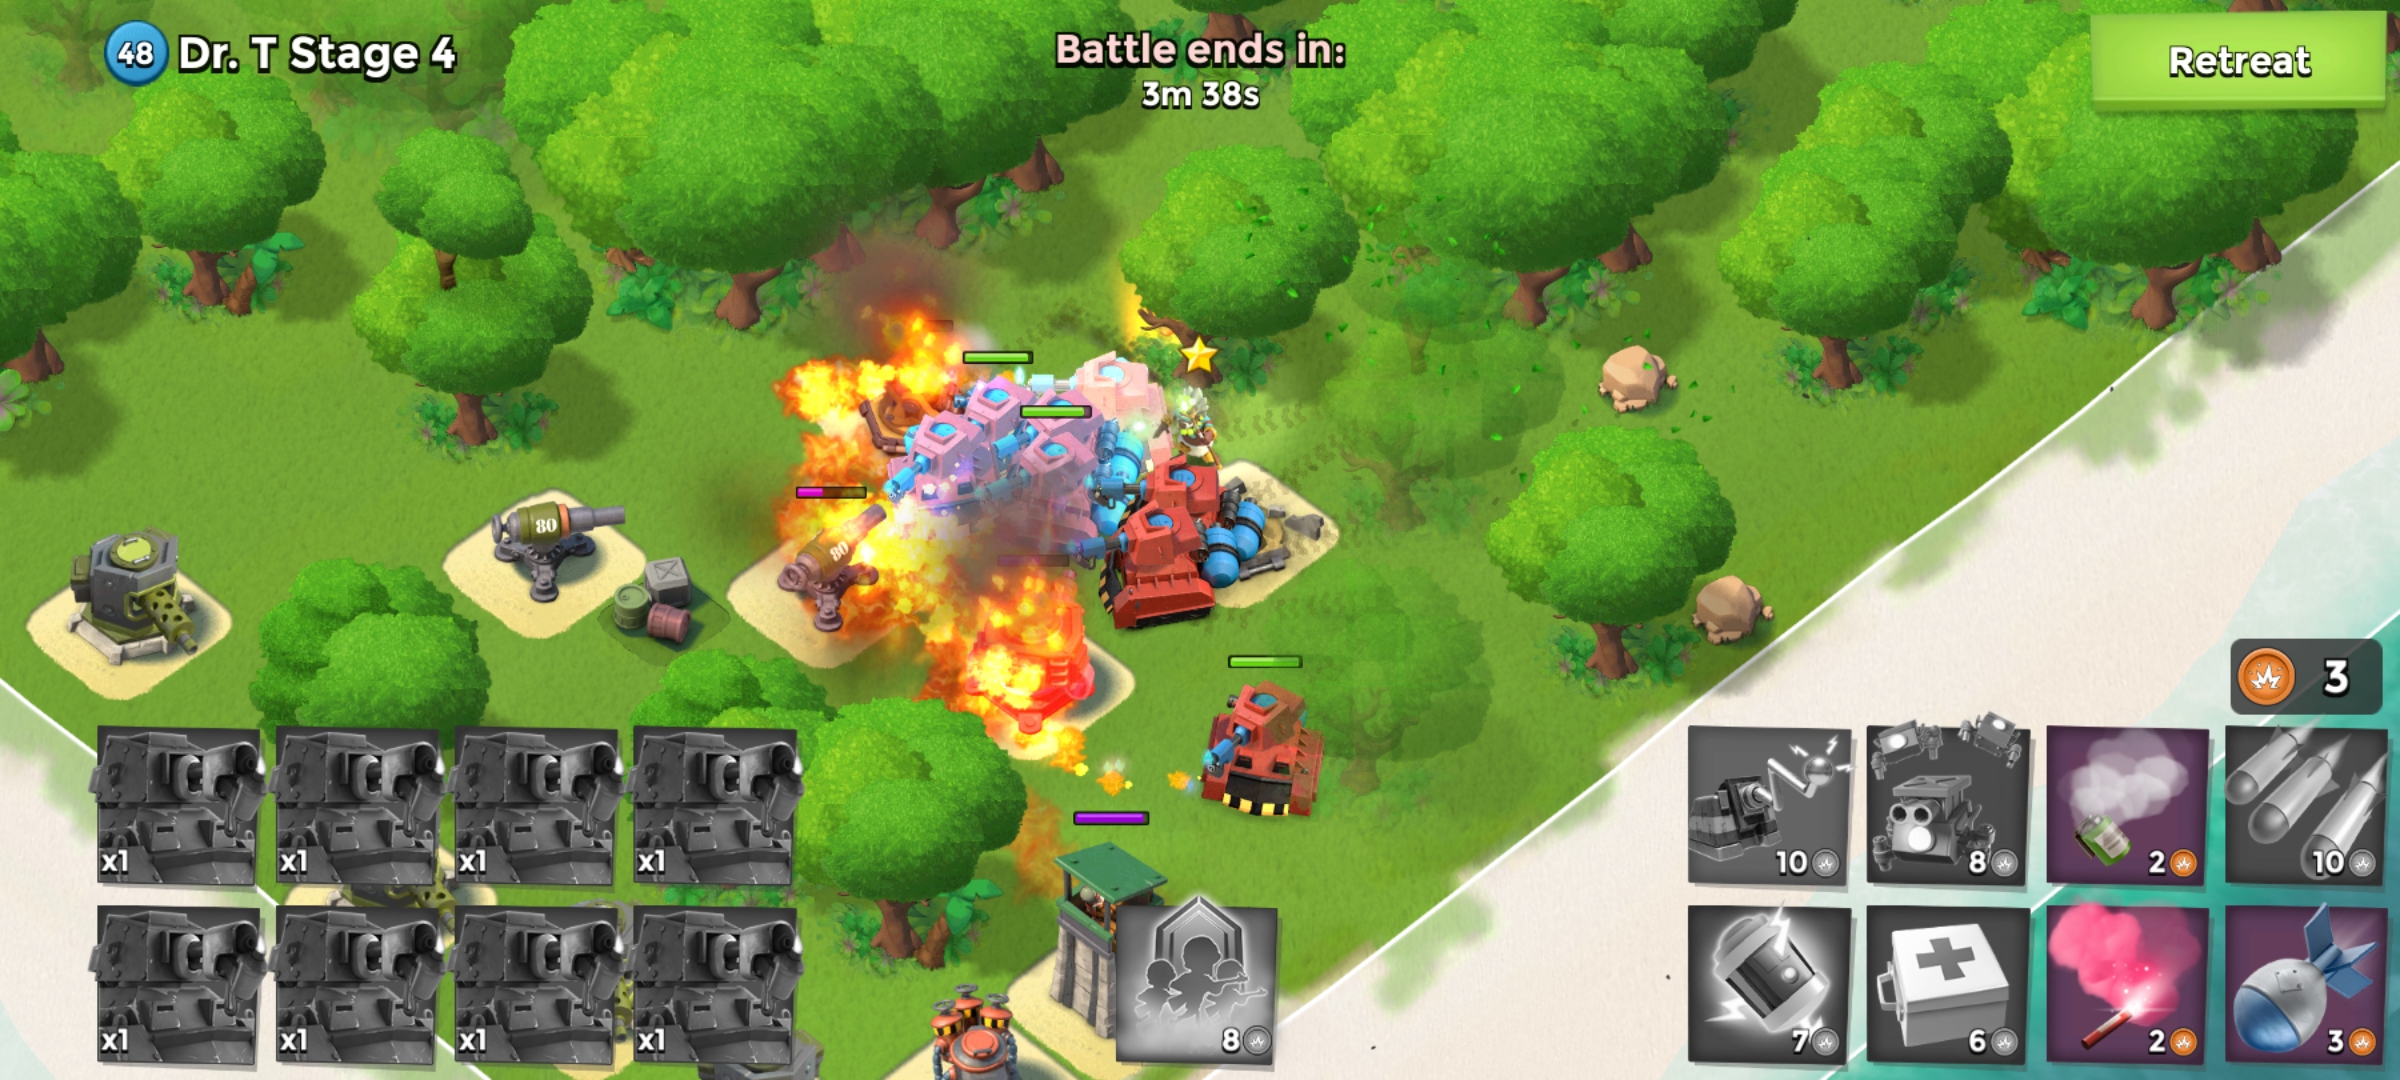 48 Dr. T Stage 4
Battle ends in:
3m 38s
Retreat
80
80
3
x1 x1 x1 x1
10 8 2 10
x1 x1 x1 x1
8
7 6 2 3